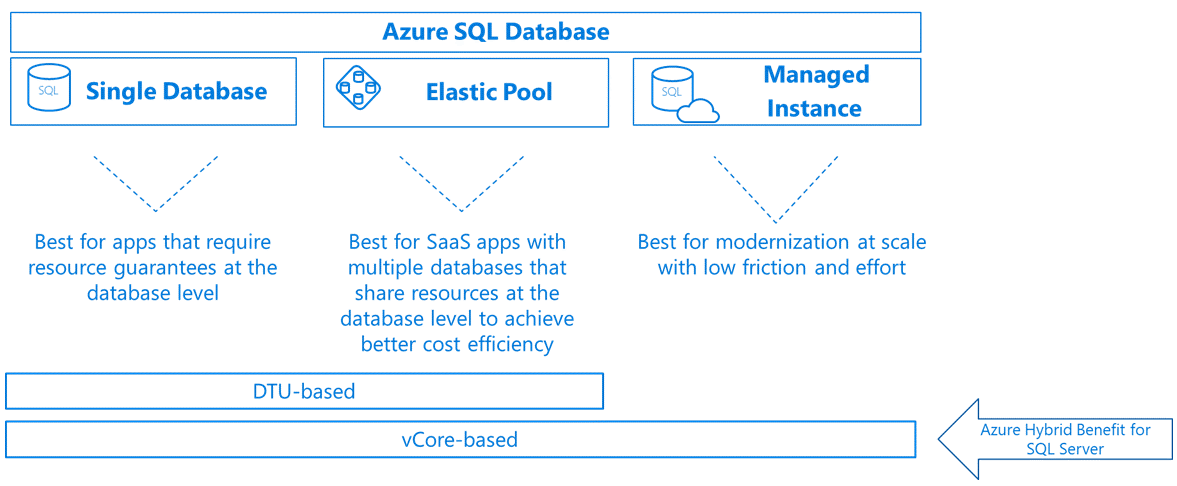 Azure SQL Database
SQL
Single Database
Elastic Pool
SQL
Managed
Instance
Best for apps that require
resource guarantees at the
database level
Best for SaaS apps with
multiple databases that
share resources at the
database level to achieve
better cost efficiency
Best for modernization at scale
with low friction and effort
DTU-based
vCore-based
Azure Hybrid Benefit for
SQL Server